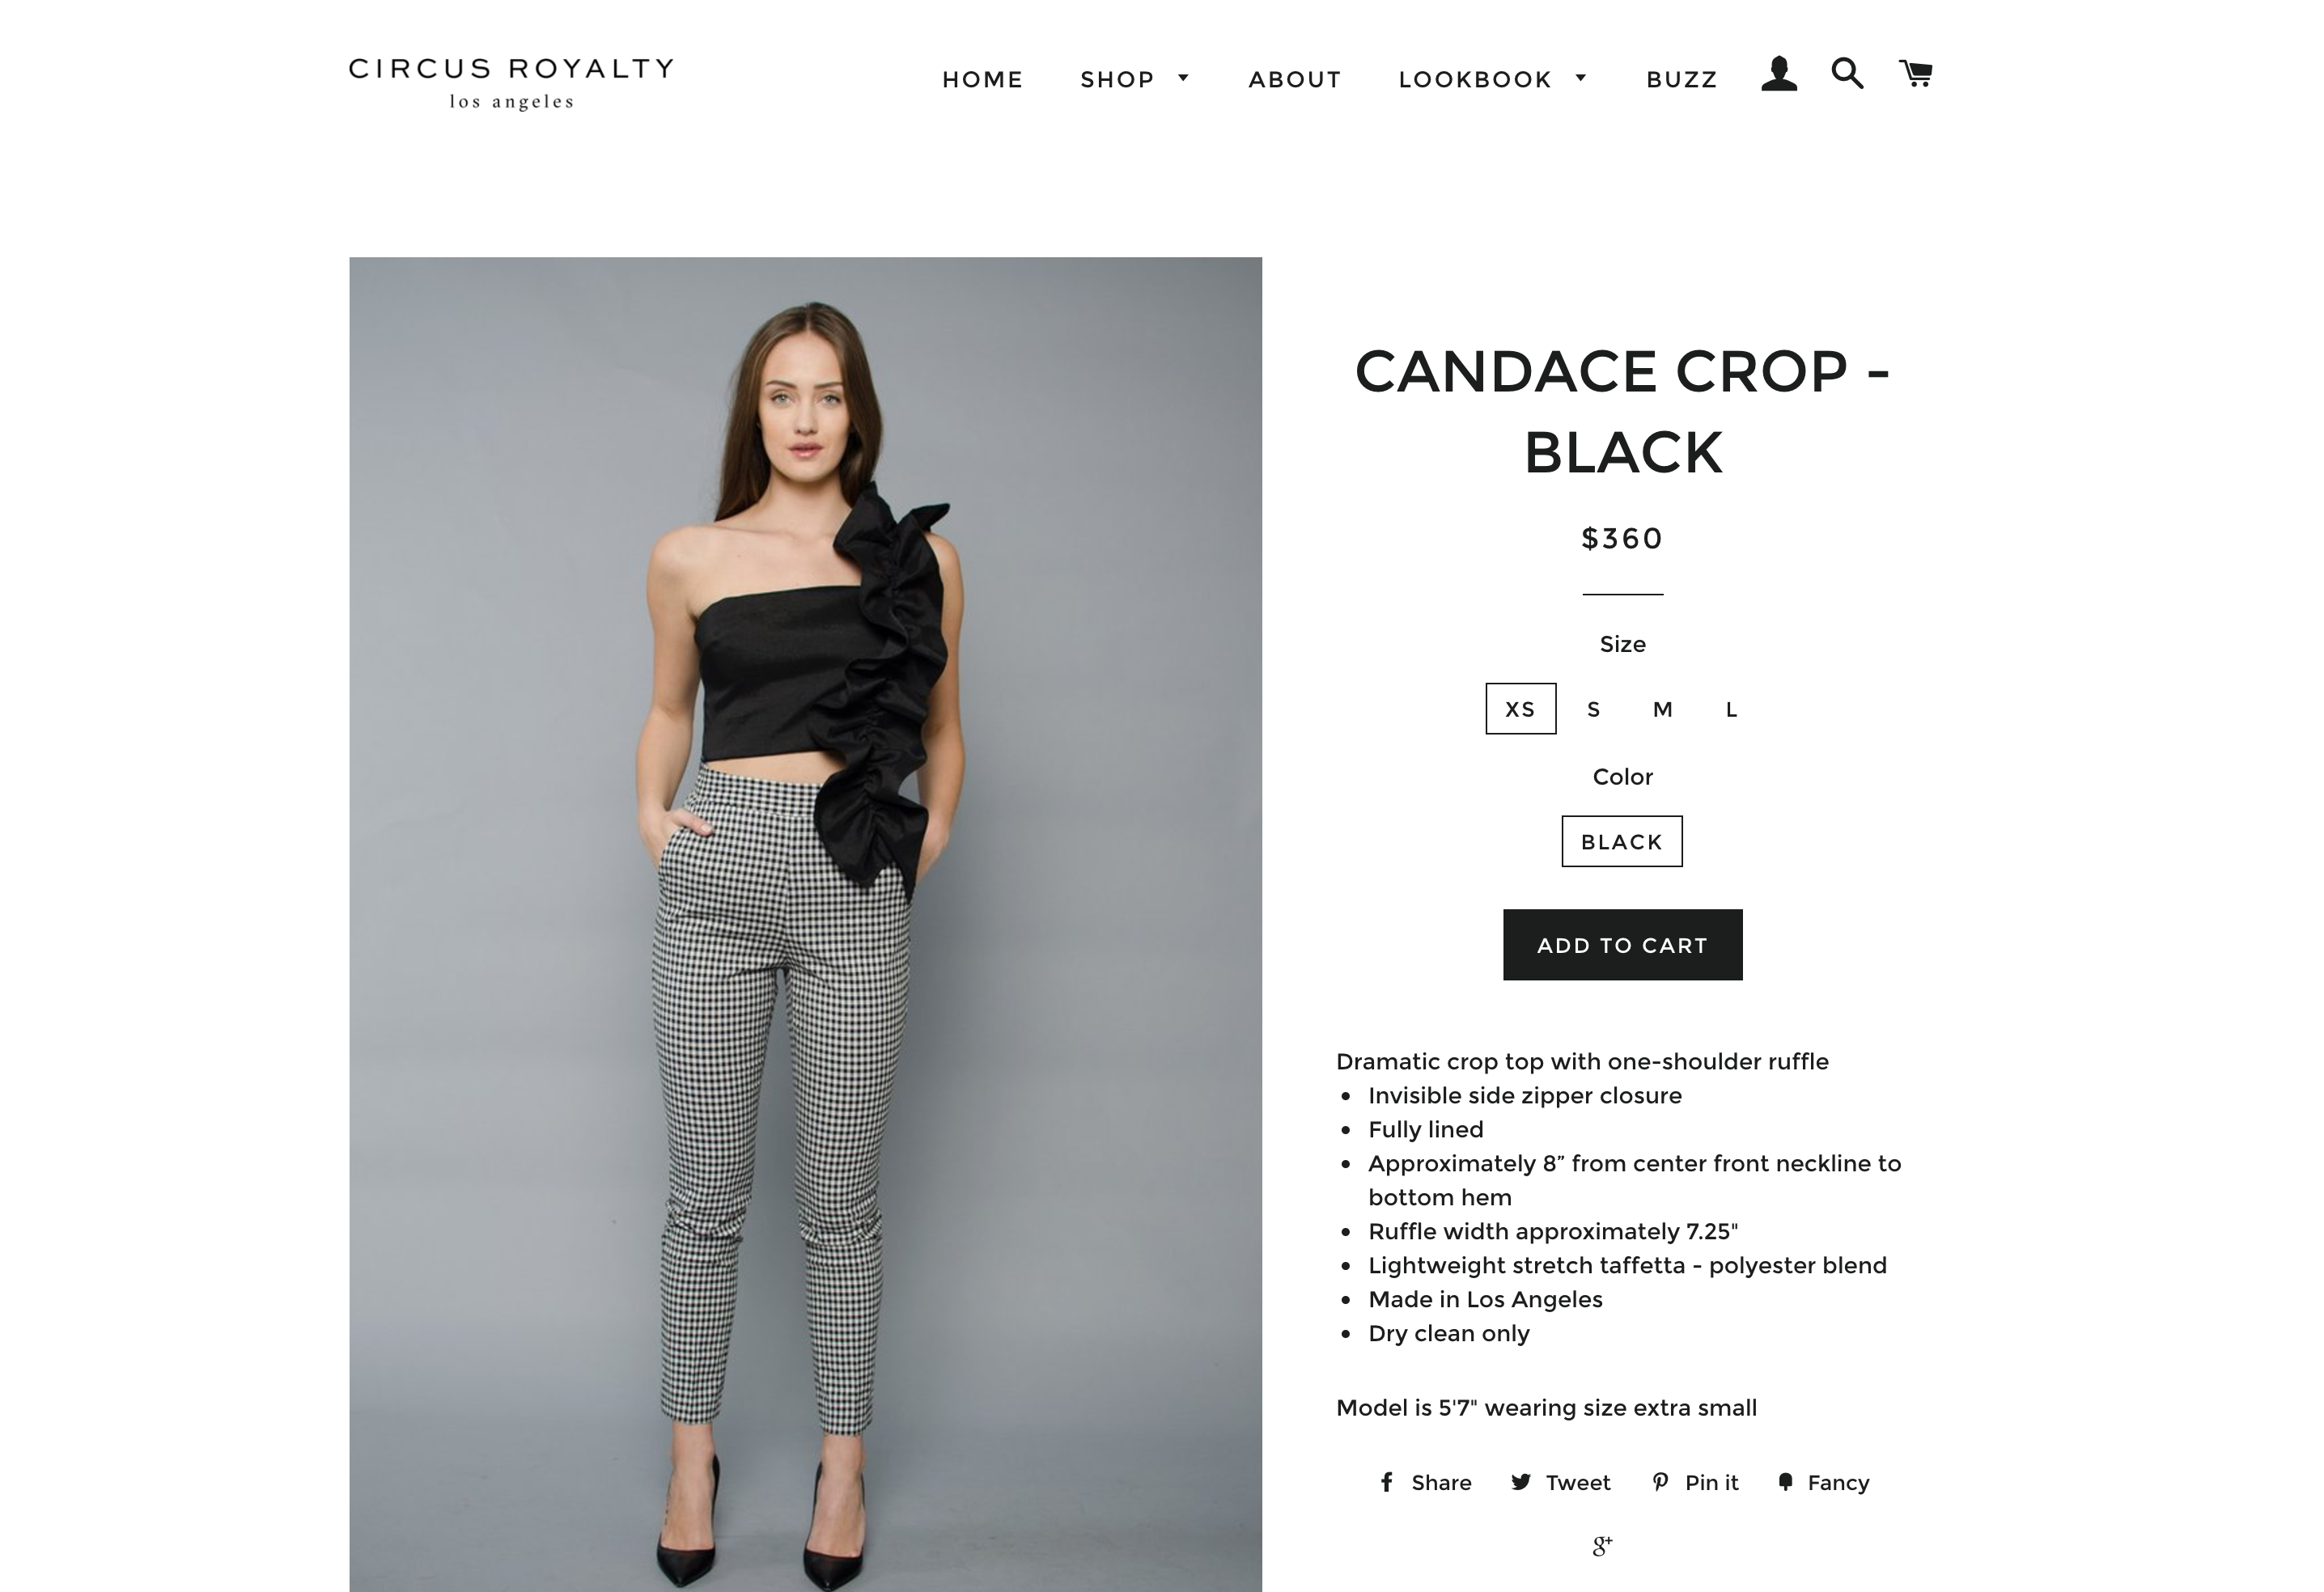 CIRCUS ROYALTY
los angeles
HOME SHOP ABOUT LOOKBOOK BUZZ
CANDACE CROP -
BLACK
$360
Size
XS S M L
Color
BLACK
ADD TO CART
Dramatic crop top with one-shoulder ruffle
• Invisible side zipper closure
• Fully lined
• Approximately 8” from center front neckline to
bottom hem
• Ruffle width approximately 7.25"
• Lightweight stretch taffetta - polyester blend
• Made in Los Angeles
• Dry clean only
Model is 5'7" wearing size extra small
Share Tweet Pin it Fancy
g+